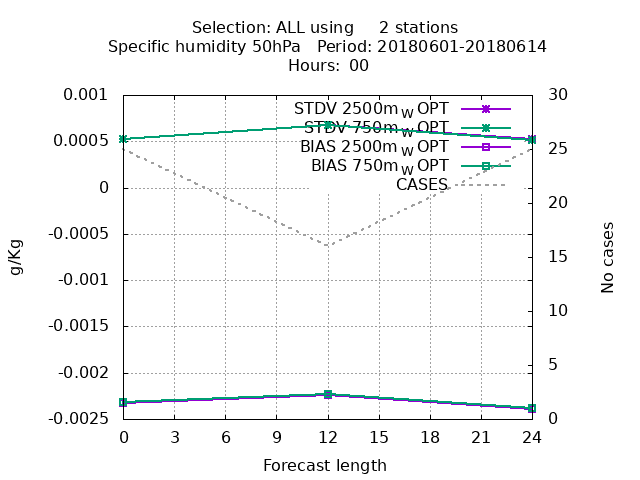 Selection: ALL using     2 stations
Specific humidity 50hPa   Period: 20180601-20180614
Hours: 00
0.001
0.0005
0
-0.0005
-0.001
-0.0015
-0.002
-0.0025
g/Kg
STDV 2500m_W OPT
STDV 750m_W OPT
BIAS 2500m_W OPT
BIAS 750m_W OPT
CASES
30
25
20
15
10
5
0
No cases
0 3 6 9 12 15 18 21 24
Forecast length